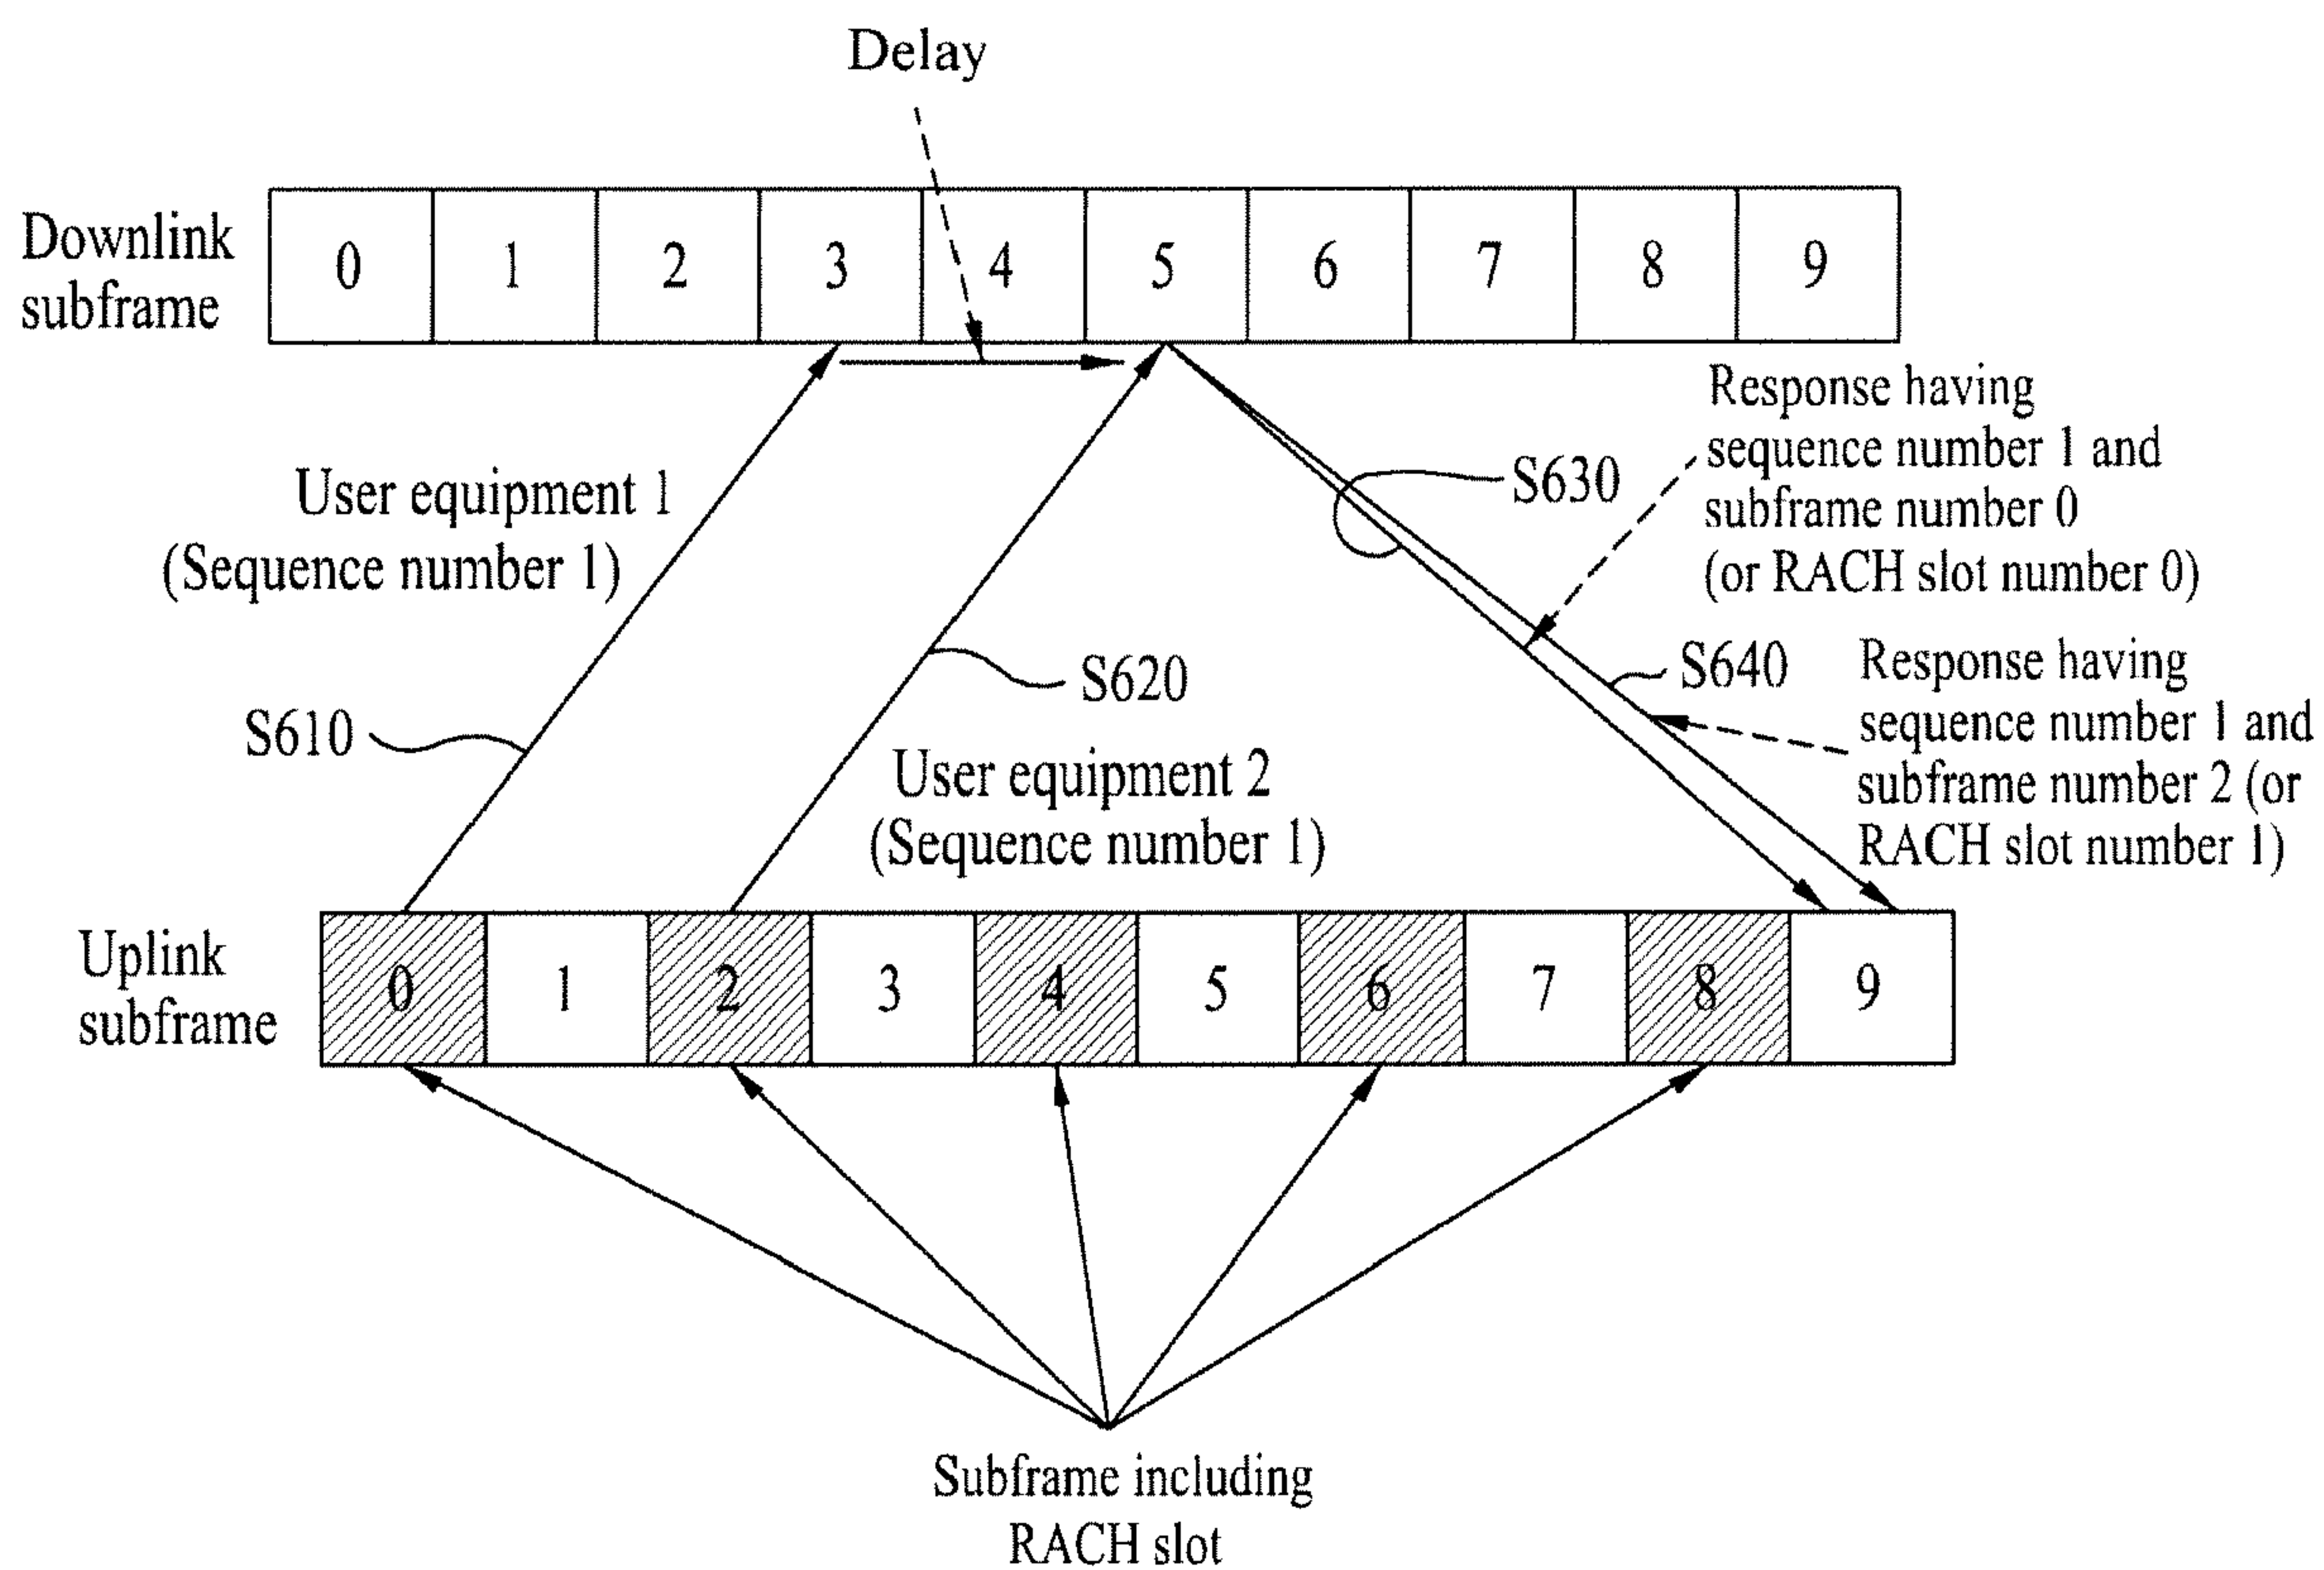 Delay
Downlink
subframe
0 1 2 3 4 5 6 7 8 9
Response having
sequence number 1 and
subframe number 0
(or RACH slot number 0)
S630
User equipment 1
(Sequence number 1)
S620
S640
Response having
sequence number 1 and
subframe number 2 (or
RACH slot number 1)
S610
User equipment 2
(Sequence number 1)
Uplink
subframe
0 1 2 3 4 5 6 7 8 9
Subframe including
RACH slot